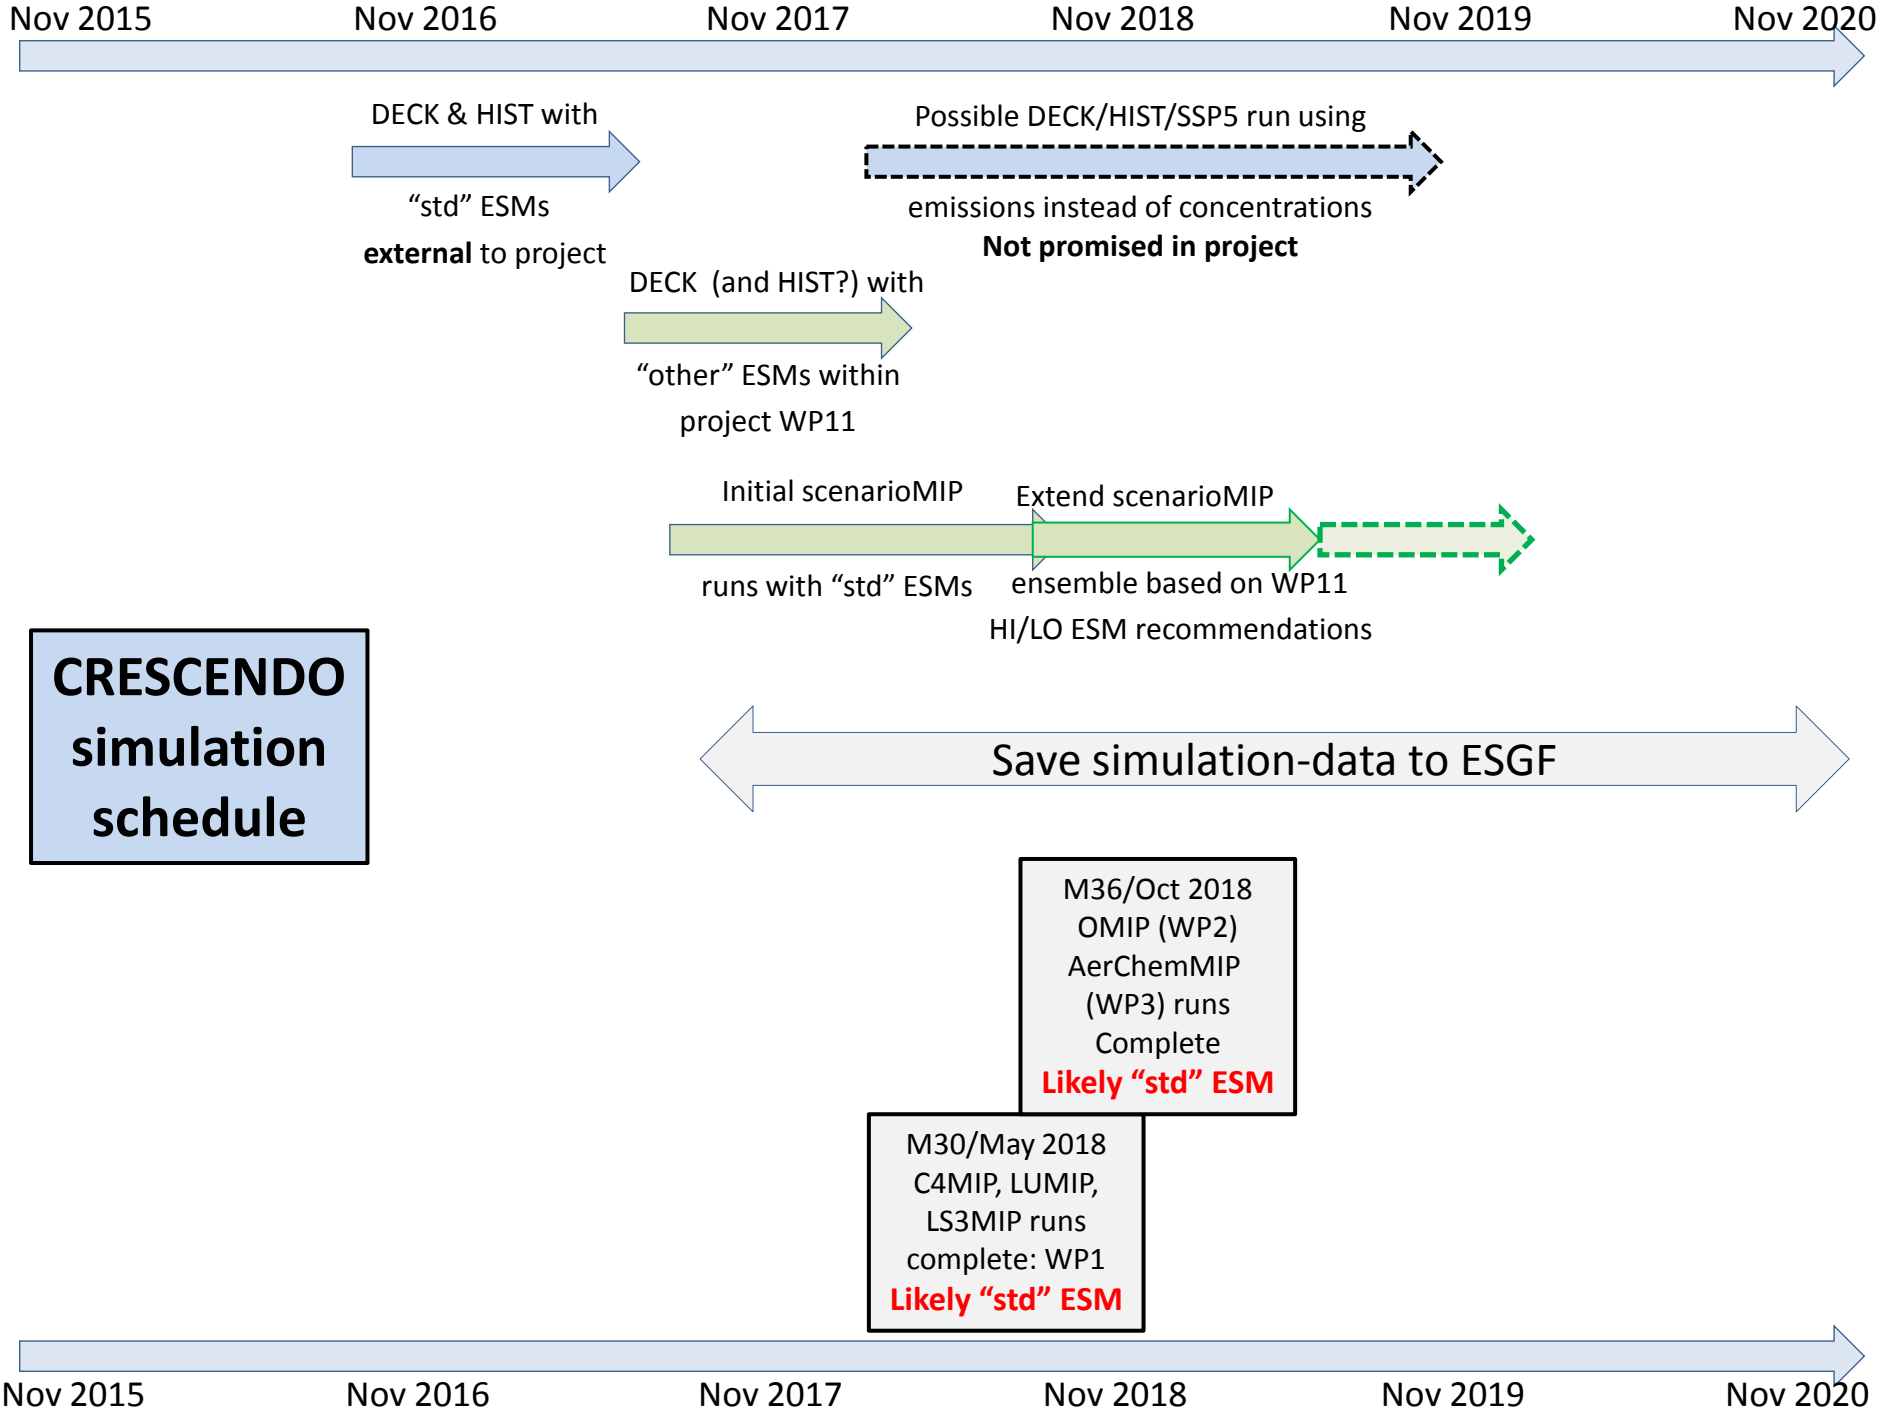 Nov 2015 Nov 2016 Nov 2017 Nov 2018 Nov 2019 Nov 2020
DECK & HIST with
“std” ESMs
external to project
Possible DECK/HIST/SSP5 run using
emissions instead of concentrations
Not promised in project
DECK (and HIST?) with
“other” ESMs within
project WP11
Initial scenarioMIP
runs with “std” ESMs
Extend scenarioMIP
ensemble based on WP11
HI/LO ESM recommendations
CRESCENDO
simulation
schedule
Save simulation-data to ESGF
M36/Oct 2018
OMIP (WP2)
AerChemMIP
(WP3) runs
Complete
Likely “std” ESM
M30/May 2018
C4MIP, LUMIP,
LS3MIP runs
complete: WP1
Likely “std” ESM
Nov 2015 Nov 2016 Nov 2017 Nov 2018 Nov 2019 Nov 2020